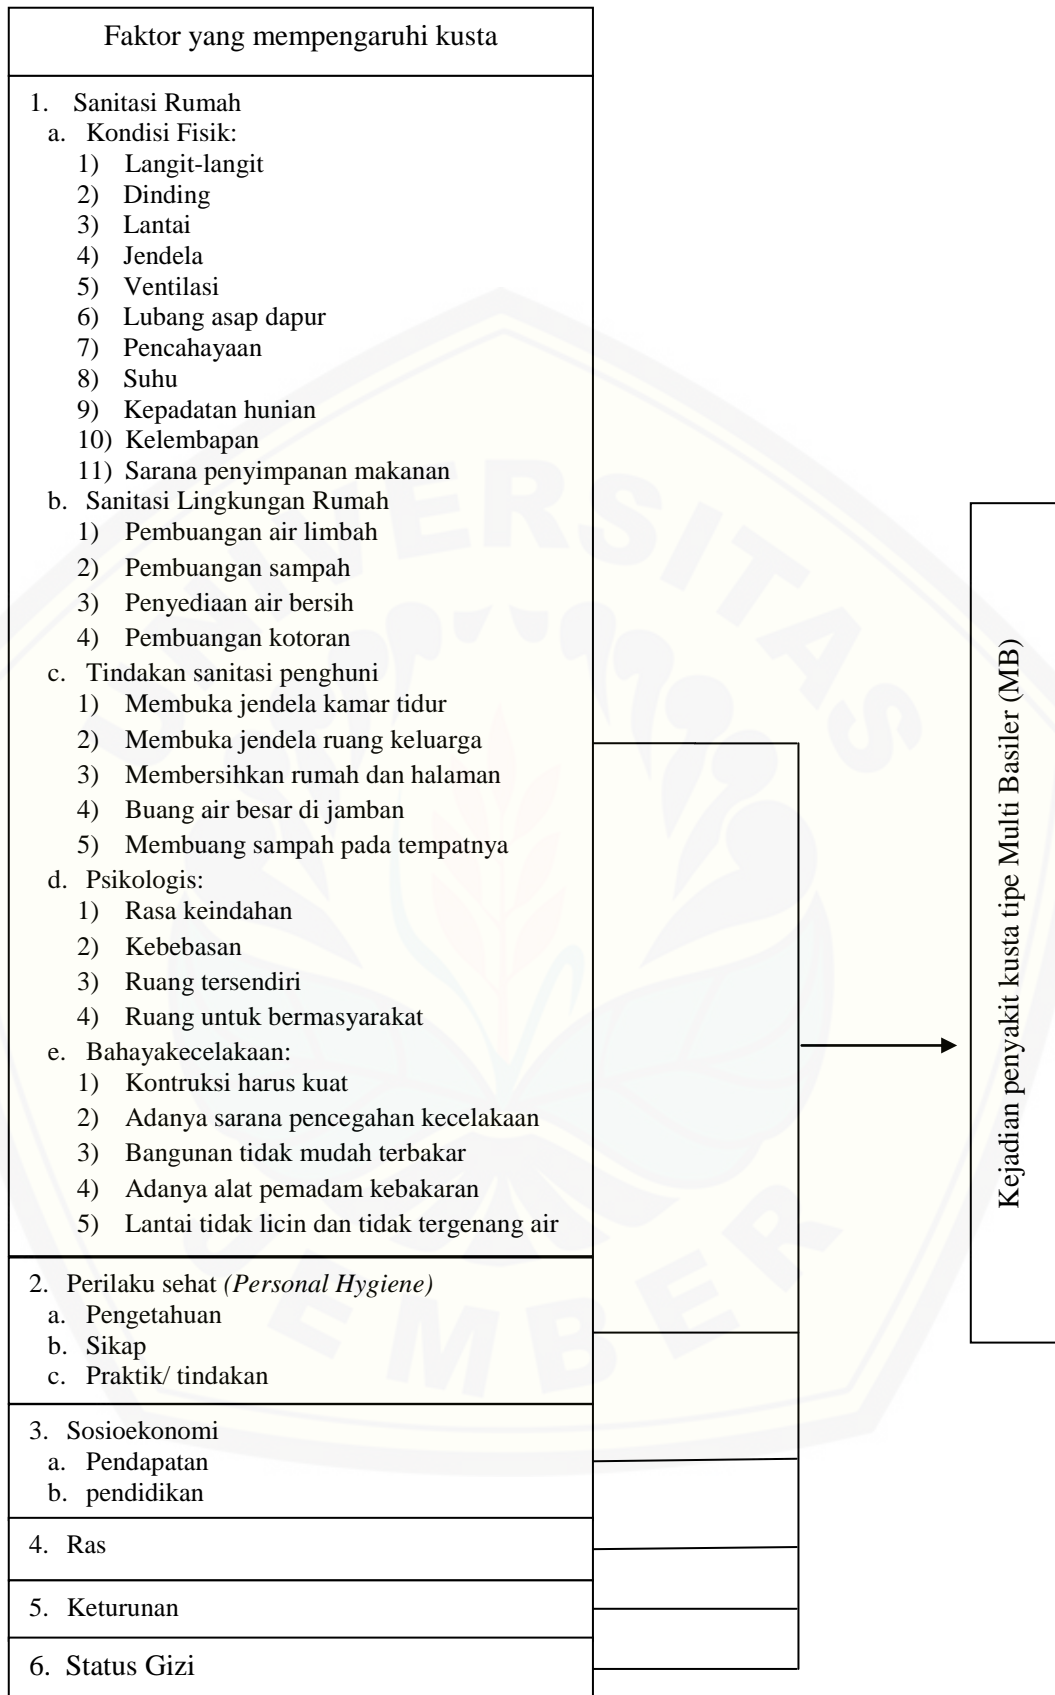 Faktor yang mempengaruhi kusta
1. Sanitasi Rumah
a. Kondisi Fisik:
1) Langit-langit
2) Dinding
3) Lantai
4) Jendela
5) Ventilasi
6) Lubang asap dapur
7) Pencahayaan
8) Suhu
9) Kepadatan hunian
10) Kelembapan
11) Sarana penyimpanan makanan
b. Sanitasi Lingkungan Rumah
1) Pembuangan air limbah
2) Pembuangan sampah
3) Penyediaan air bersih
4) Pembuangan kotoran
c. Tindakan sanitasi penghuni
1) Membuka jendela kamar tidur
2) Membuka jendela ruang keluarga
3) Membersihkan rumah dan halaman
4) Buang air besar di jamban
5) Membuang sampah pada tempatnya
d. Psikologis:
1) Rasa keindahan
2) Kebebasan
3) Ruang tersendiri
4) Ruang untuk bermasyarakat
e. Bahayakecelakaan:
1) Kontruksi harus kuat
2) Adanya sarana pencegahan kecelakaan
3) Bangunan tidak mudah terbakar
4) Adanya alat pemadam kebakaran
5) Lantai tidak licin dan tidak tergenang air
2. Perilaku sehat (Personal Hygiene)
a. Pengetahuan
b. Sikap
c. Praktik/ tindakan
3. Sosioekonomi
a. Pendapatan
b. pendidikan
4. Ras
5. Keturunan
6. Status Gizi
Kejadian penyakit kusta tipe Multi Basiler (MB)
UNIVERSITAS
EMBER